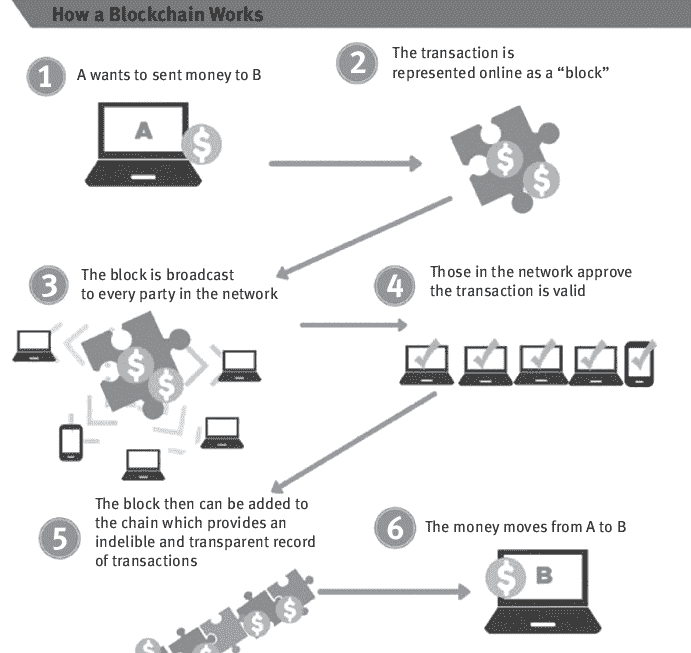 How a Blockchain Works
1
A wants to sent money to B
2
The transaction is
represented online as a “block”
A
$
$
$
3
The block is broadcast
to every party in the network
4
Those in the network approve
the transaction is valid
$
$
5
The block then can be added to
the chain which provides an
indelible and transparent record
of transactions
6
The money moves from A to B
$
B
$
$
$
$